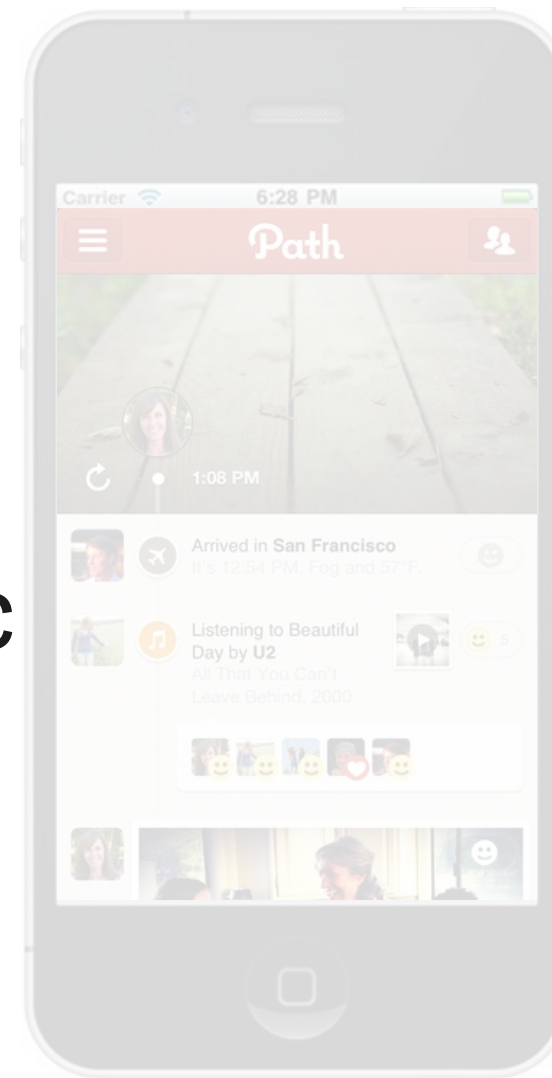 Carrier 6:28 PM
Path
1:08 PM
Arrived in San Francisco
It's 12:54 PM. Fog and 57°F.
Listening to Beautiful
Day by U2
5
All That You Can't
Leave Behind, 2000
c